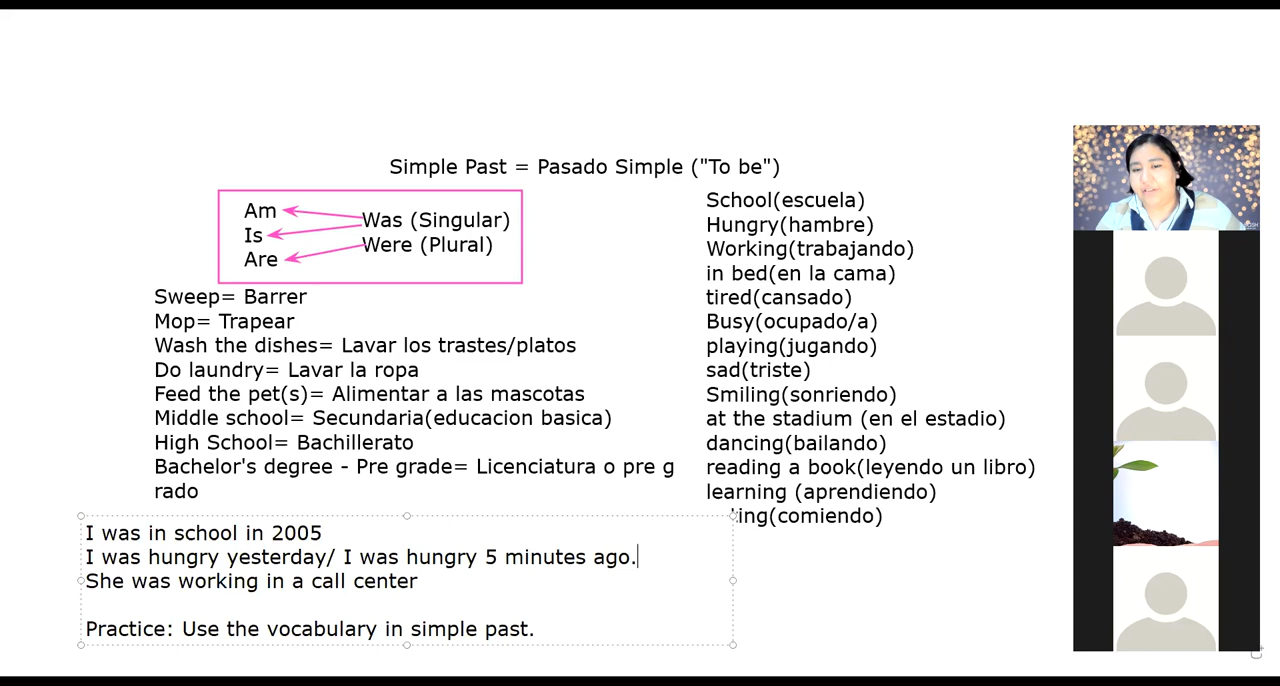 Simple Past = Pasado Simple ("To be")
Am
Is
Are
Was (Singular)
Were (Plural)
Sweep= Barrer
Mop= Trapear
Wash the dishes= Lavar los trastes/platos
Do laundry= Lavar la ropa
Feed the pet(s)= Alimentar a las mascotas
Middle school= Secundaria(educacion basica)
High School= Bachillerato
Bachelor's degree - Pre grade= Licenciatura o pre g
rado
School(escuela)
Hungry(hambre)
Working(trabajando)
in bed(en la cama)
tired(cansado)
Busy(ocupado/a)
playing(jugando)
sad(triste)
Smiling(sonriendo)
at the stadium (en el estadio)
dancing(bailando)
reading a book(leyendo un libro)
learning (aprendiendo)
ting(comiendo)
I was in school in 2005
I was hungry yesterday/ I was hungry 5 minutes ago.
She was working in a call center
Practice: Use the vocabulary in simple past.